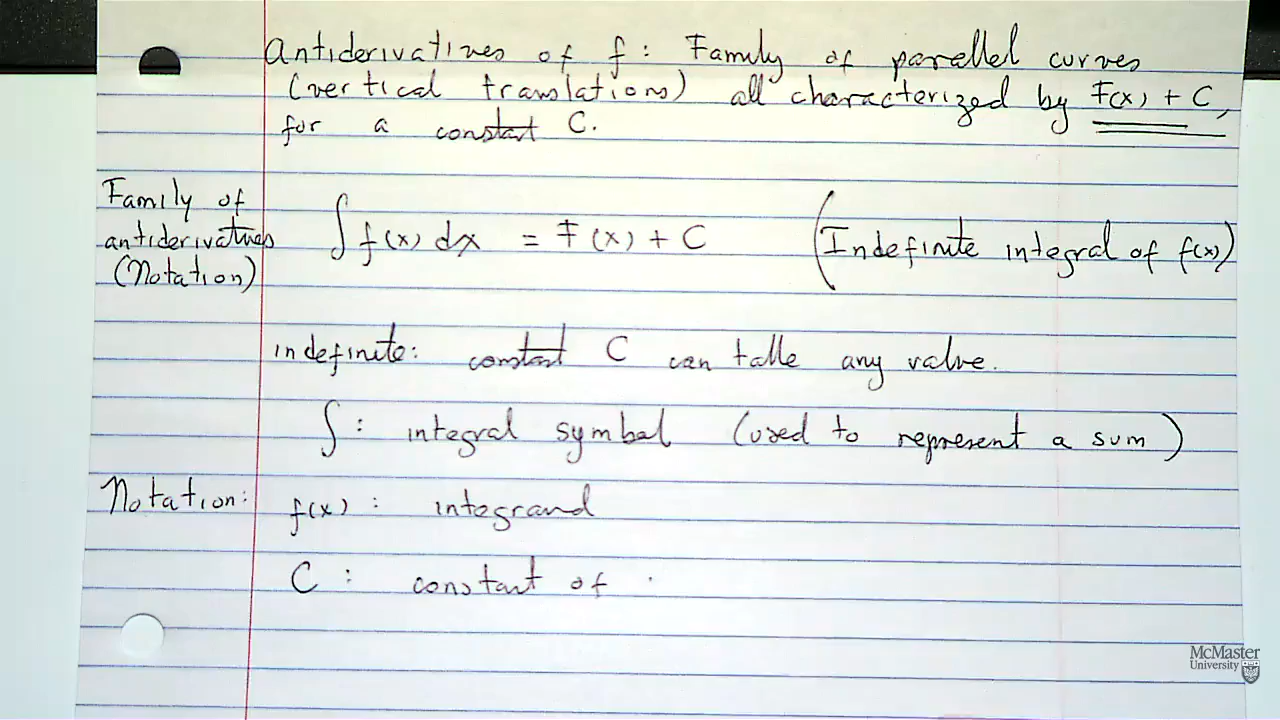 Antiderivatives of f: Family of parallel curves
(vertical translations) all characterized by F(x) + C,
for a constant C.
Family of
antiderivatives
(Notation)
∫ f(x) dx = F(x) + C (Indefinite integral of f(x))
indefinite: constant C can take any value.
∫ : integral symbol (used to represent a sum)
Notation: f(x) : integrand
C : constant of
McMaster
University